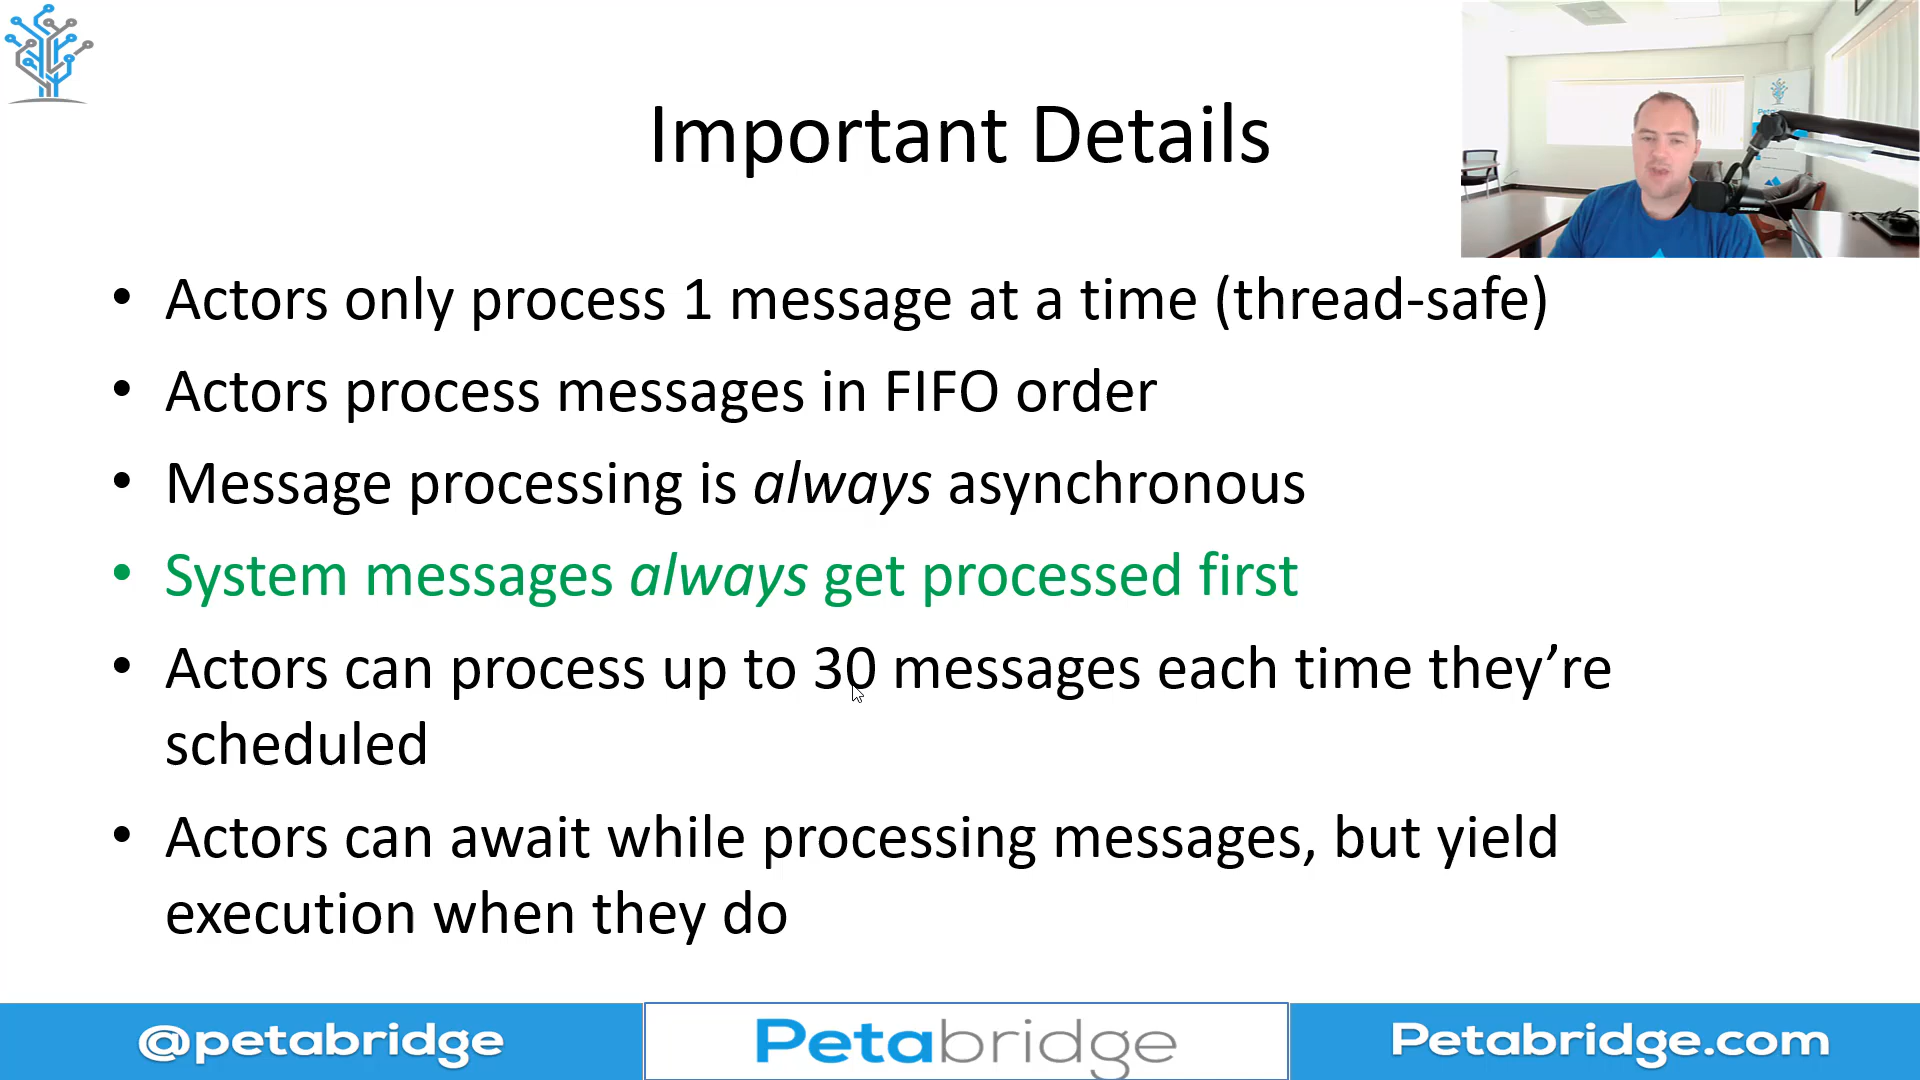 Important Details
• Actors only process 1 message at a time (thread-safe)
• Actors process messages in FIFO order
• Message processing is always asynchronous
• System messages always get processed first
• Actors can process up to 30 messages each time they’re
scheduled
• Actors can await while processing messages, but yield
execution when they do
@petabridge
Petabridge
Petabridge.com